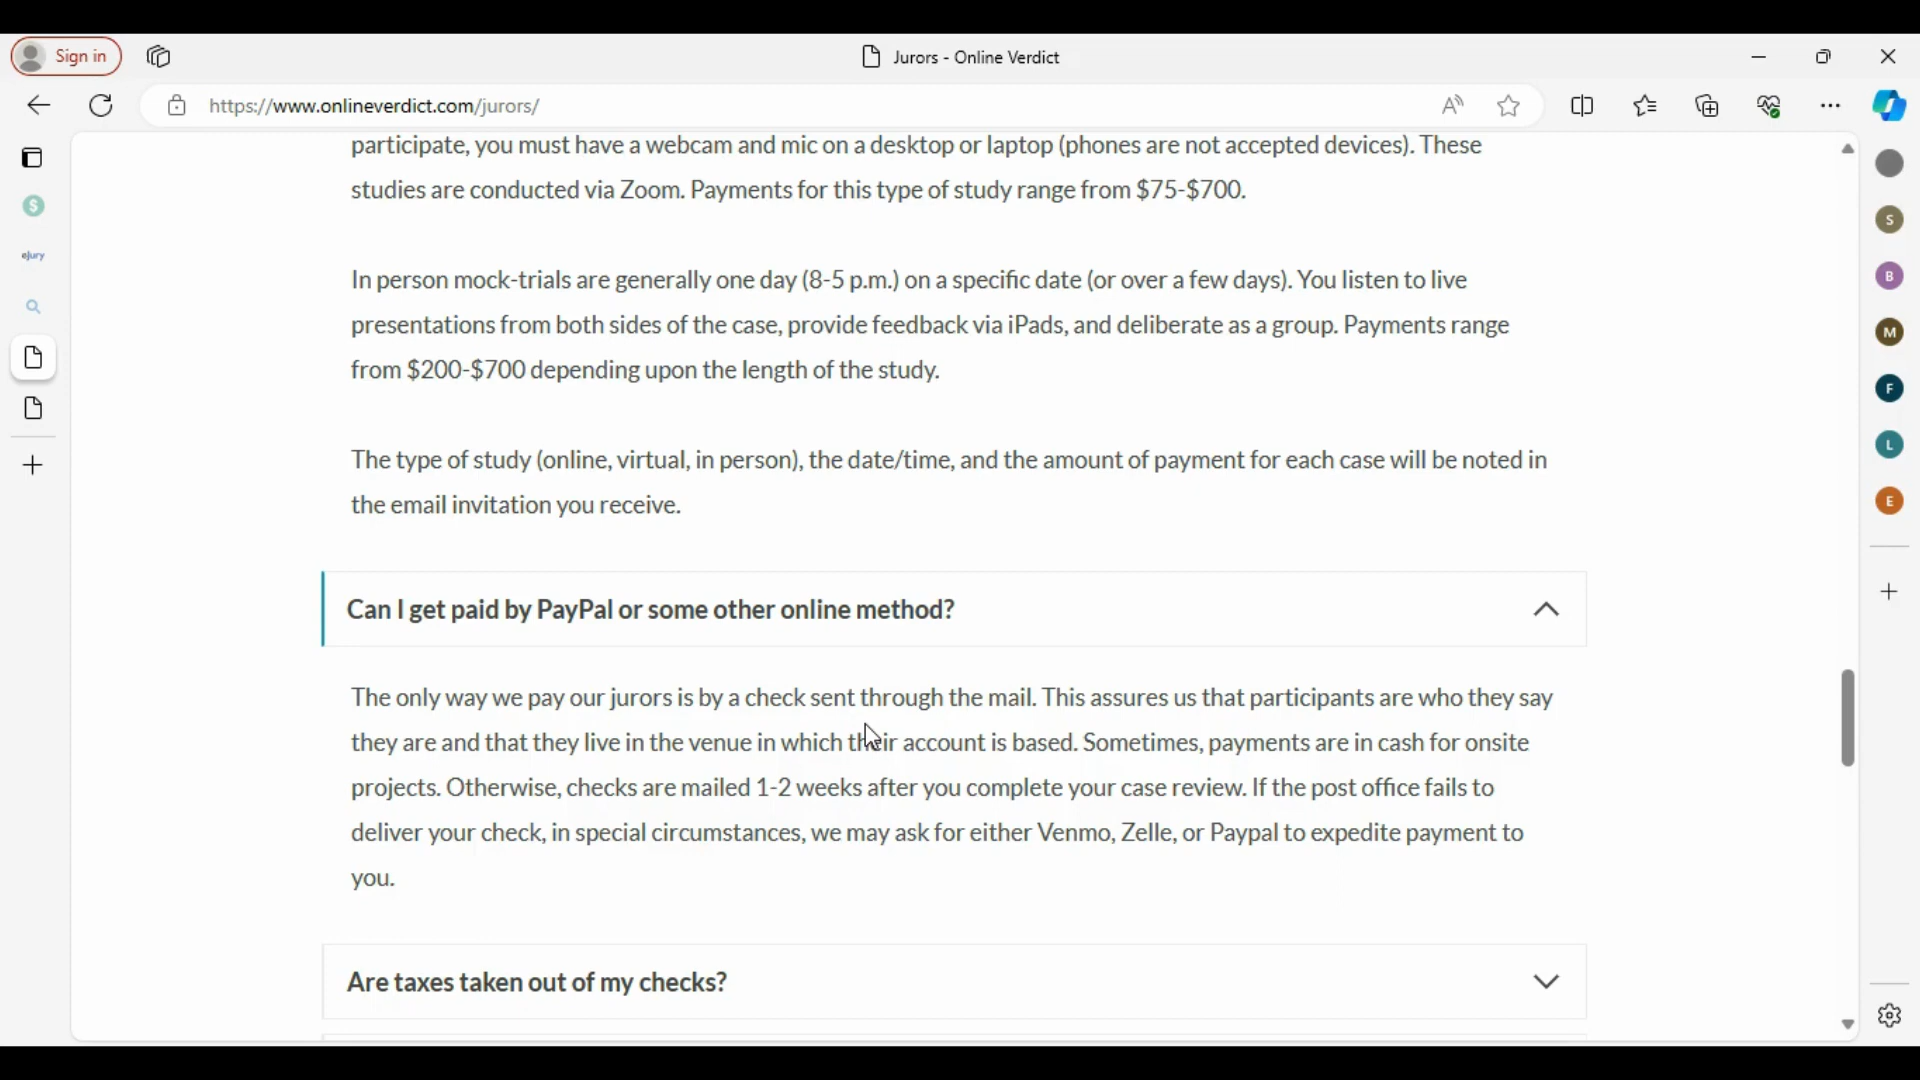 Sign in
Jurors - Online Verdict
https://www.onlineverdict.com/jurors/
participate, you must have a webcam and mic on a desktop or laptop (phones are not accepted devices). These
studies are conducted via Zoom. Payments for this type of study range from $75-$700.
In person mock-trials are generally one day (8-5 p.m.) on a specific date (or over a few days). You listen to live
presentations from both sides of the case, provide feedback via iPads, and deliberate as a group. Payments range
from $200-$700 depending upon the length of the study.
The type of study (online, virtual, in person), the date/time, and the amount of payment for each case will be noted in
the email invitation you receive.
Can I get paid by PayPal or some other online method?
The only way we pay our jurors is by a check sent through the mail. This assures us that participants are who they say
they are and that they live in the venue in which their account is based. Sometimes, payments are in cash for onsite
projects. Otherwise, checks are mailed 1-2 weeks after you complete your case review. If the post office fails to
deliver your check, in special circumstances, we may ask for either Venmo, Zelle, or Paypal to expedite payment to
you.
Are taxes taken out of my checks?
$
eJury
S
B
M
F
L
E